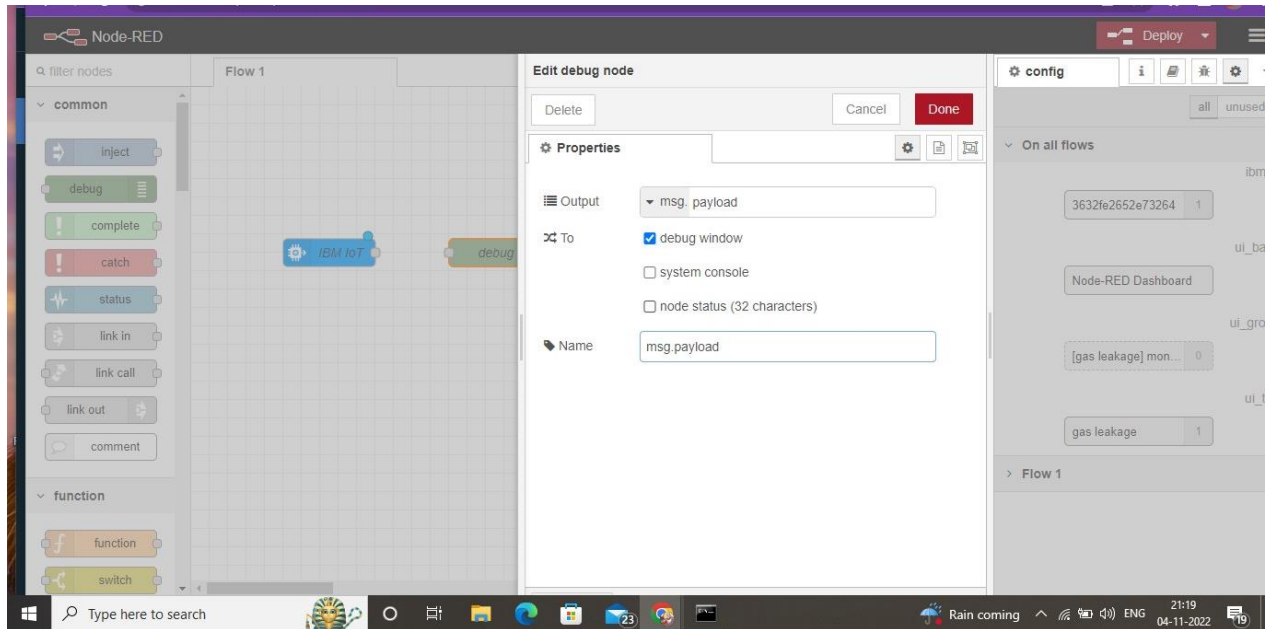 Node-RED
Deploy
filter nodes
Flow 1
Edit debug node
config
common
Delete
Cancel
Done
all
unused
inject
Properties
On all flows
debug
ibm
Output
msg. payload
3632fe2652e73264
1
complete
To
debug window
IBM IoT
debug
ui_ba
catch
system console
Node-RED Dashboard
status
node status (32 characters)
ui_gro
link in
Name
msg.payload
[gas leakage] mon...
0
link call
ui_t
link out
gas leakage
1
comment
Flow 1
function
function
switch
Type here to search
23
Rain coming
ENG
21:19
04-11-2022
19